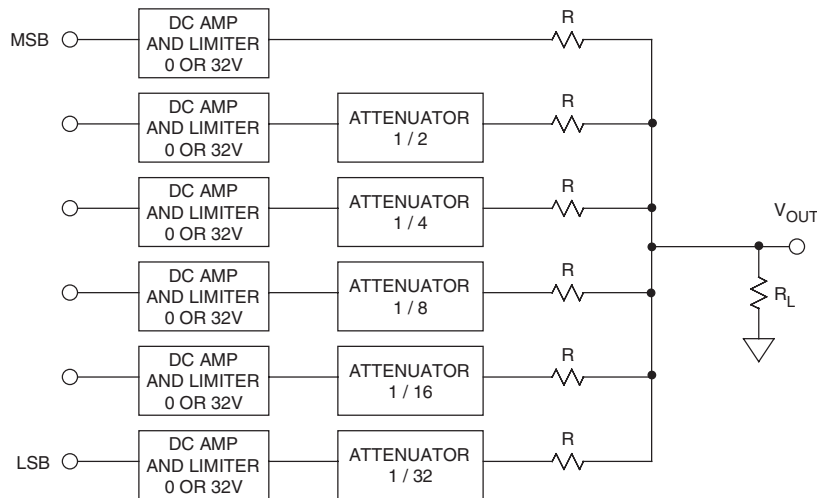 MSB
DC AMP
AND LIMITER
0 OR 32V
R
DC AMP
AND LIMITER
0 OR 32V
ATTENUATOR
1 / 2
R
DC AMP
AND LIMITER
0 OR 32V
ATTENUATOR
1 / 4
R
VOUT
DC AMP
AND LIMITER
0 OR 32V
ATTENUATOR
1 / 8
R
RL
DC AMP
AND LIMITER
0 OR 32V
ATTENUATOR
1 / 16
R
LSB
DC AMP
AND LIMITER
0 OR 32V
ATTENUATOR
1 / 32
R